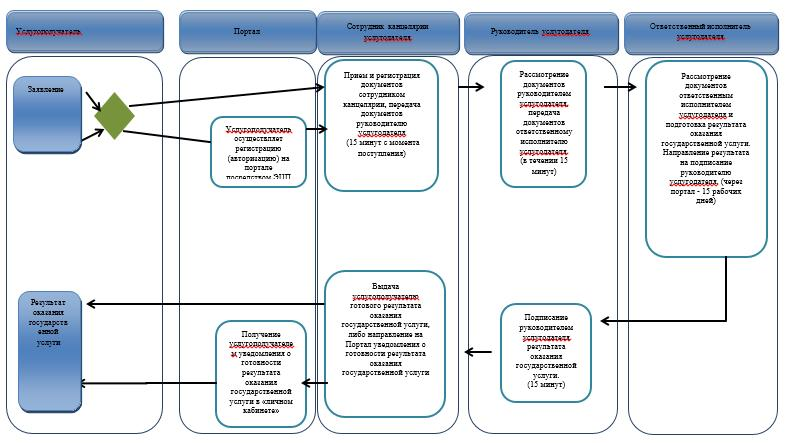 Услугополучатель
Портал
Сотрудник канцелярии
услугодателя
Руководитель услугодателя
Ответственный исполнитель
услугодателя
Заявление
Услугополучатель
осуществляет
регистрацию
(авторизацию) на
портале
посредством ЭЦП
Прием и регистрация
документов
сотрудником
канцелярии, передача
документов
руководителю
услугодателя
(15 минут с момента
поступления)
Рассмотрение
документов
руководителем
услугодателя,
передача
документов
ответственному
исполнителю
услугодателя
(в течении 15
минут)
Рассмотрение
документов
ответственным
исполнителем
услугодателя и
подготовка результата
оказания
государственной услуги.
Направление результата
на подписание
руководителю
услугодателя, (через
портал - 15 рабочих
дней)
Результат
оказания
государств
енной
услуги
Получение
услугополучателе
м уведомления о
готовности
результата
оказания
государственной
услуги в «личном
кабинете»
Выдача
услугополучателю
готового результата
оказания
государственной услуги,
либо направление на
Портал уведомления о
готовности результата
оказания
государственной услуги
Подписание
руководителем
услугодателя
результата
оказания
государственной
услуги.
(15 минут)